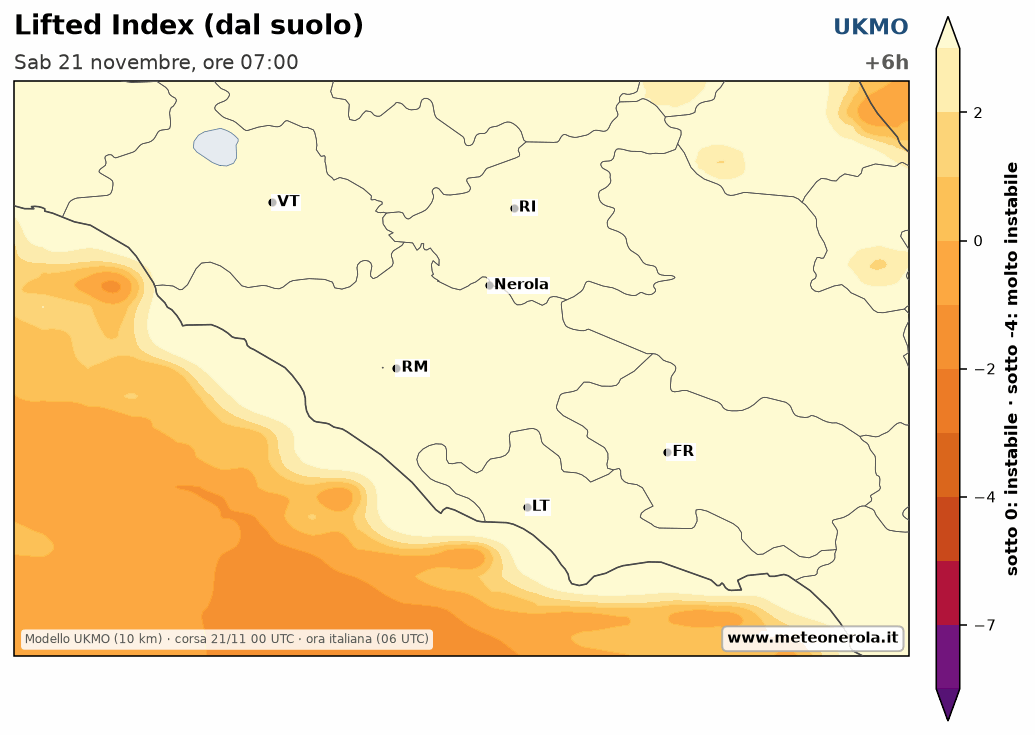 Lifted Index (dal suolo)
UKMO
Sab 21 novembre, ore 07:00
+6h
VT
RI
Nerola
RM
FR
LT
Modello UKMO (10 km) · corsa 21/11 00 UTC · ora italiana (06 UTC)
www.meteonerola.it
2
0
−2
−4
−7
sotto 0: instabile · sotto -4: molto instabile